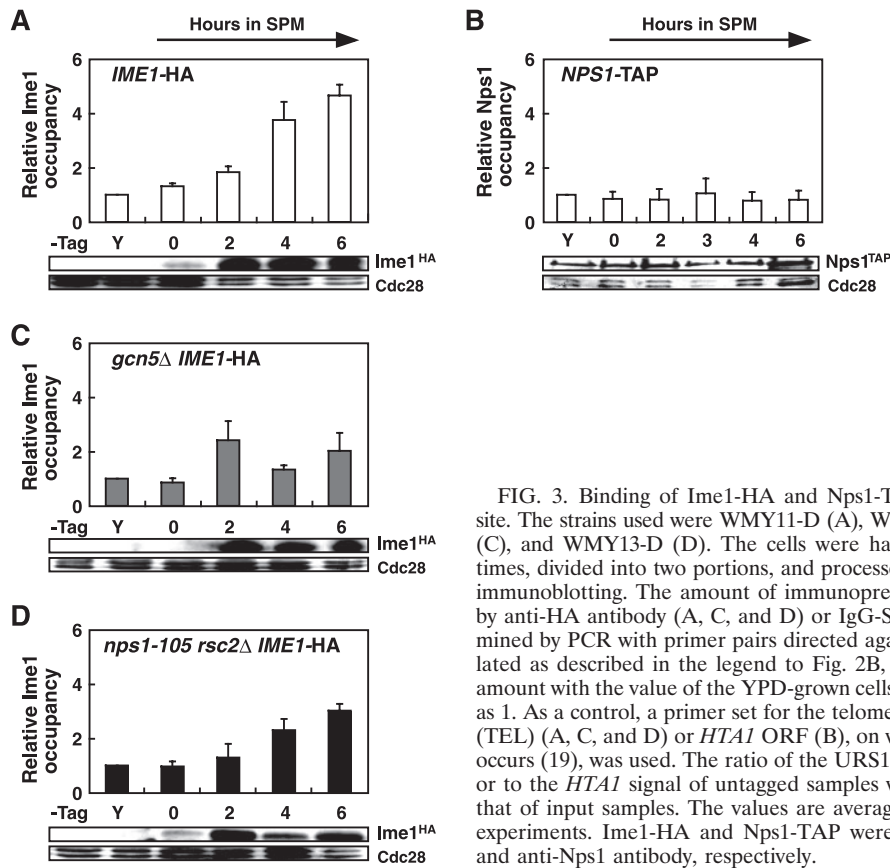 A
Hours in SPM
IME1-HA
Relative Ime1
occupancy
6
4
2
0
-Tag Y 0 2 4 6
Ime1HA
Cdc28
B
Hours in SPM
NPS1-TAP
Relative Nps1
occupancy
6
4
2
0
Y 0 2 3 4 6
Nps1TAP
Cdc28
C
gcn5Δ IME1-HA
Relative Ime1
occupancy
6
4
2
0
-Tag Y 0 2 4 6
Ime1HA
Cdc28
D
nps1-105 rsc2Δ IME1-HA
Relative Ime1
occupancy
6
4
2
0
-Tag Y 0 2 4 6
Ime1HA
Cdc28
FIG. 3. Binding of Ime1-HA and Nps1-T
site. The strains used were WMY11-D (A), W
(C), and WMY13-D (D). The cells were ha
times, divided into two portions, and processe
immunoblotting. The amount of immunopre
by anti-HA antibody (A, C, and D) or IgG-S
mined by PCR with primer pairs directed aga
lated as described in the legend to Fig. 2B,
amount with the value of the YPD-grown cells
as 1. As a control, a primer set for the telome
(TEL) (A, C, and D) or HTA1 ORF (B), on v
occurs (19), was used. The ratio of the URS1
or to the HTA1 signal of untagged samples v
that of input samples. The values are averag
experiments. Ime1-HA and Nps1-TAP were
and anti-Nps1 antibody, respectively.